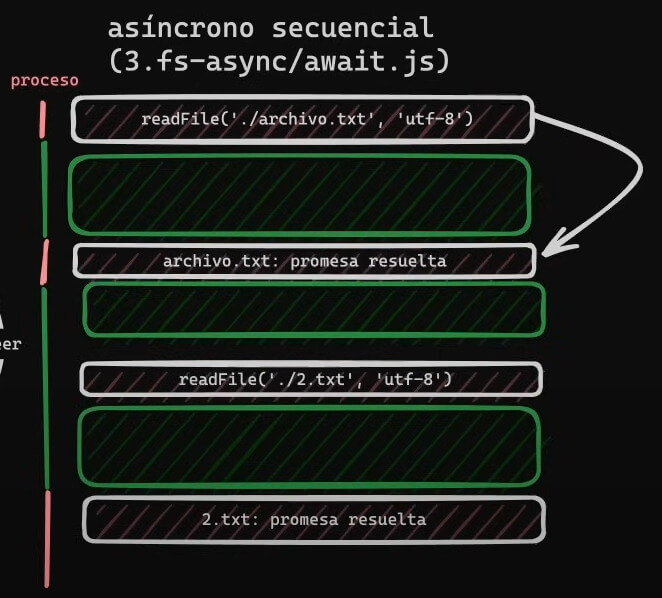 asíncrono secuencial
(3.fs-async/await.js)
proceso
readFile('./archivo.txt', 'utf-8')
archivo.txt: promesa resuelta
readFile('./2.txt', 'utf-8')
2.txt: promesa resuelta